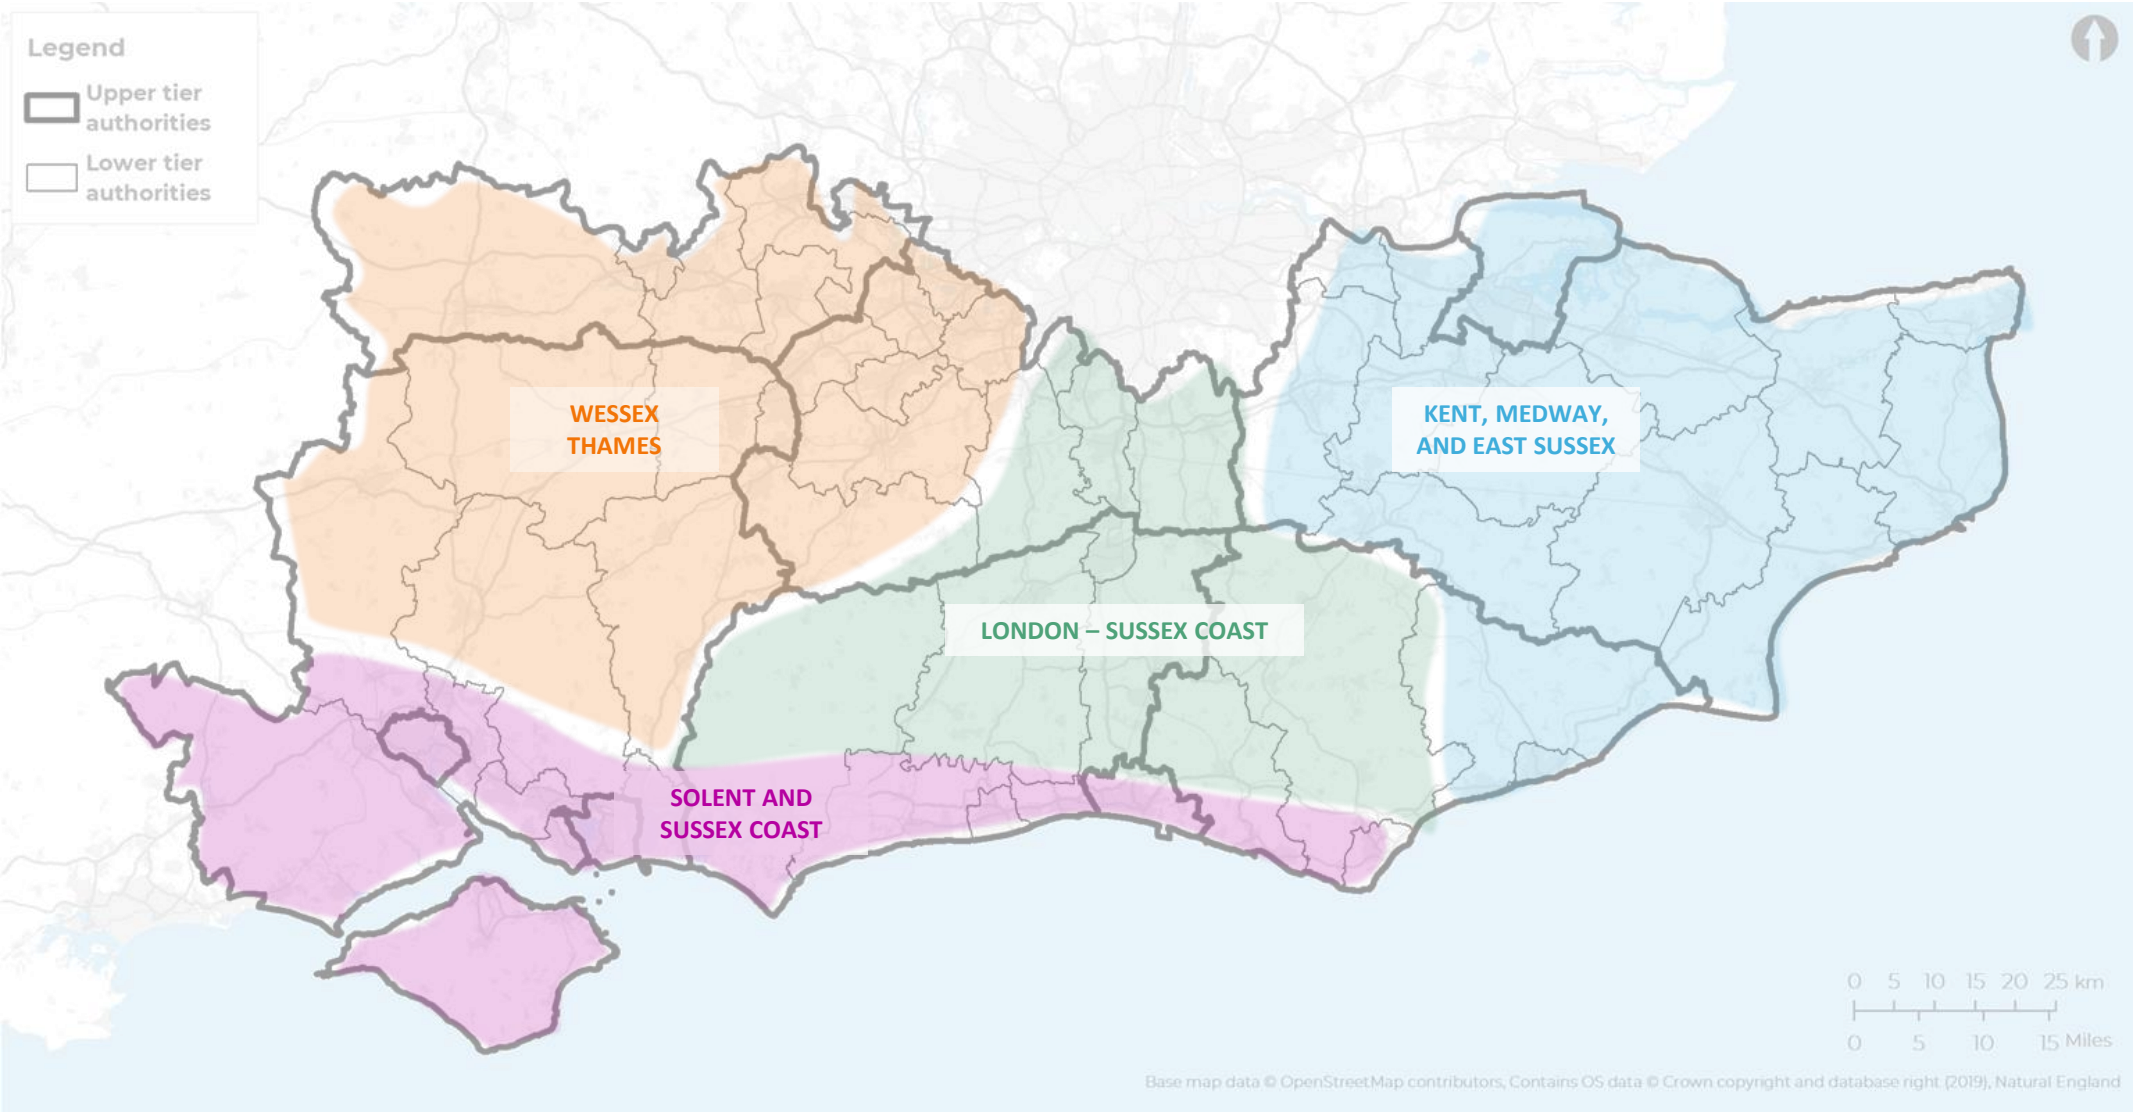 Legend
Upper tier
authorities
Lower tier
authorities
WESSEX
THAMES
KENT, MEDWAY,
AND EAST SUSSEX
LONDON – SUSSEX COAST
SOLENT AND
SUSSEX COAST
0 5 10 15 20 25 km
0 5 10 15 Miles
Base map data © OpenStreetMap contributors, Contains OS data © Crown copyright and database right (2019), Natural England